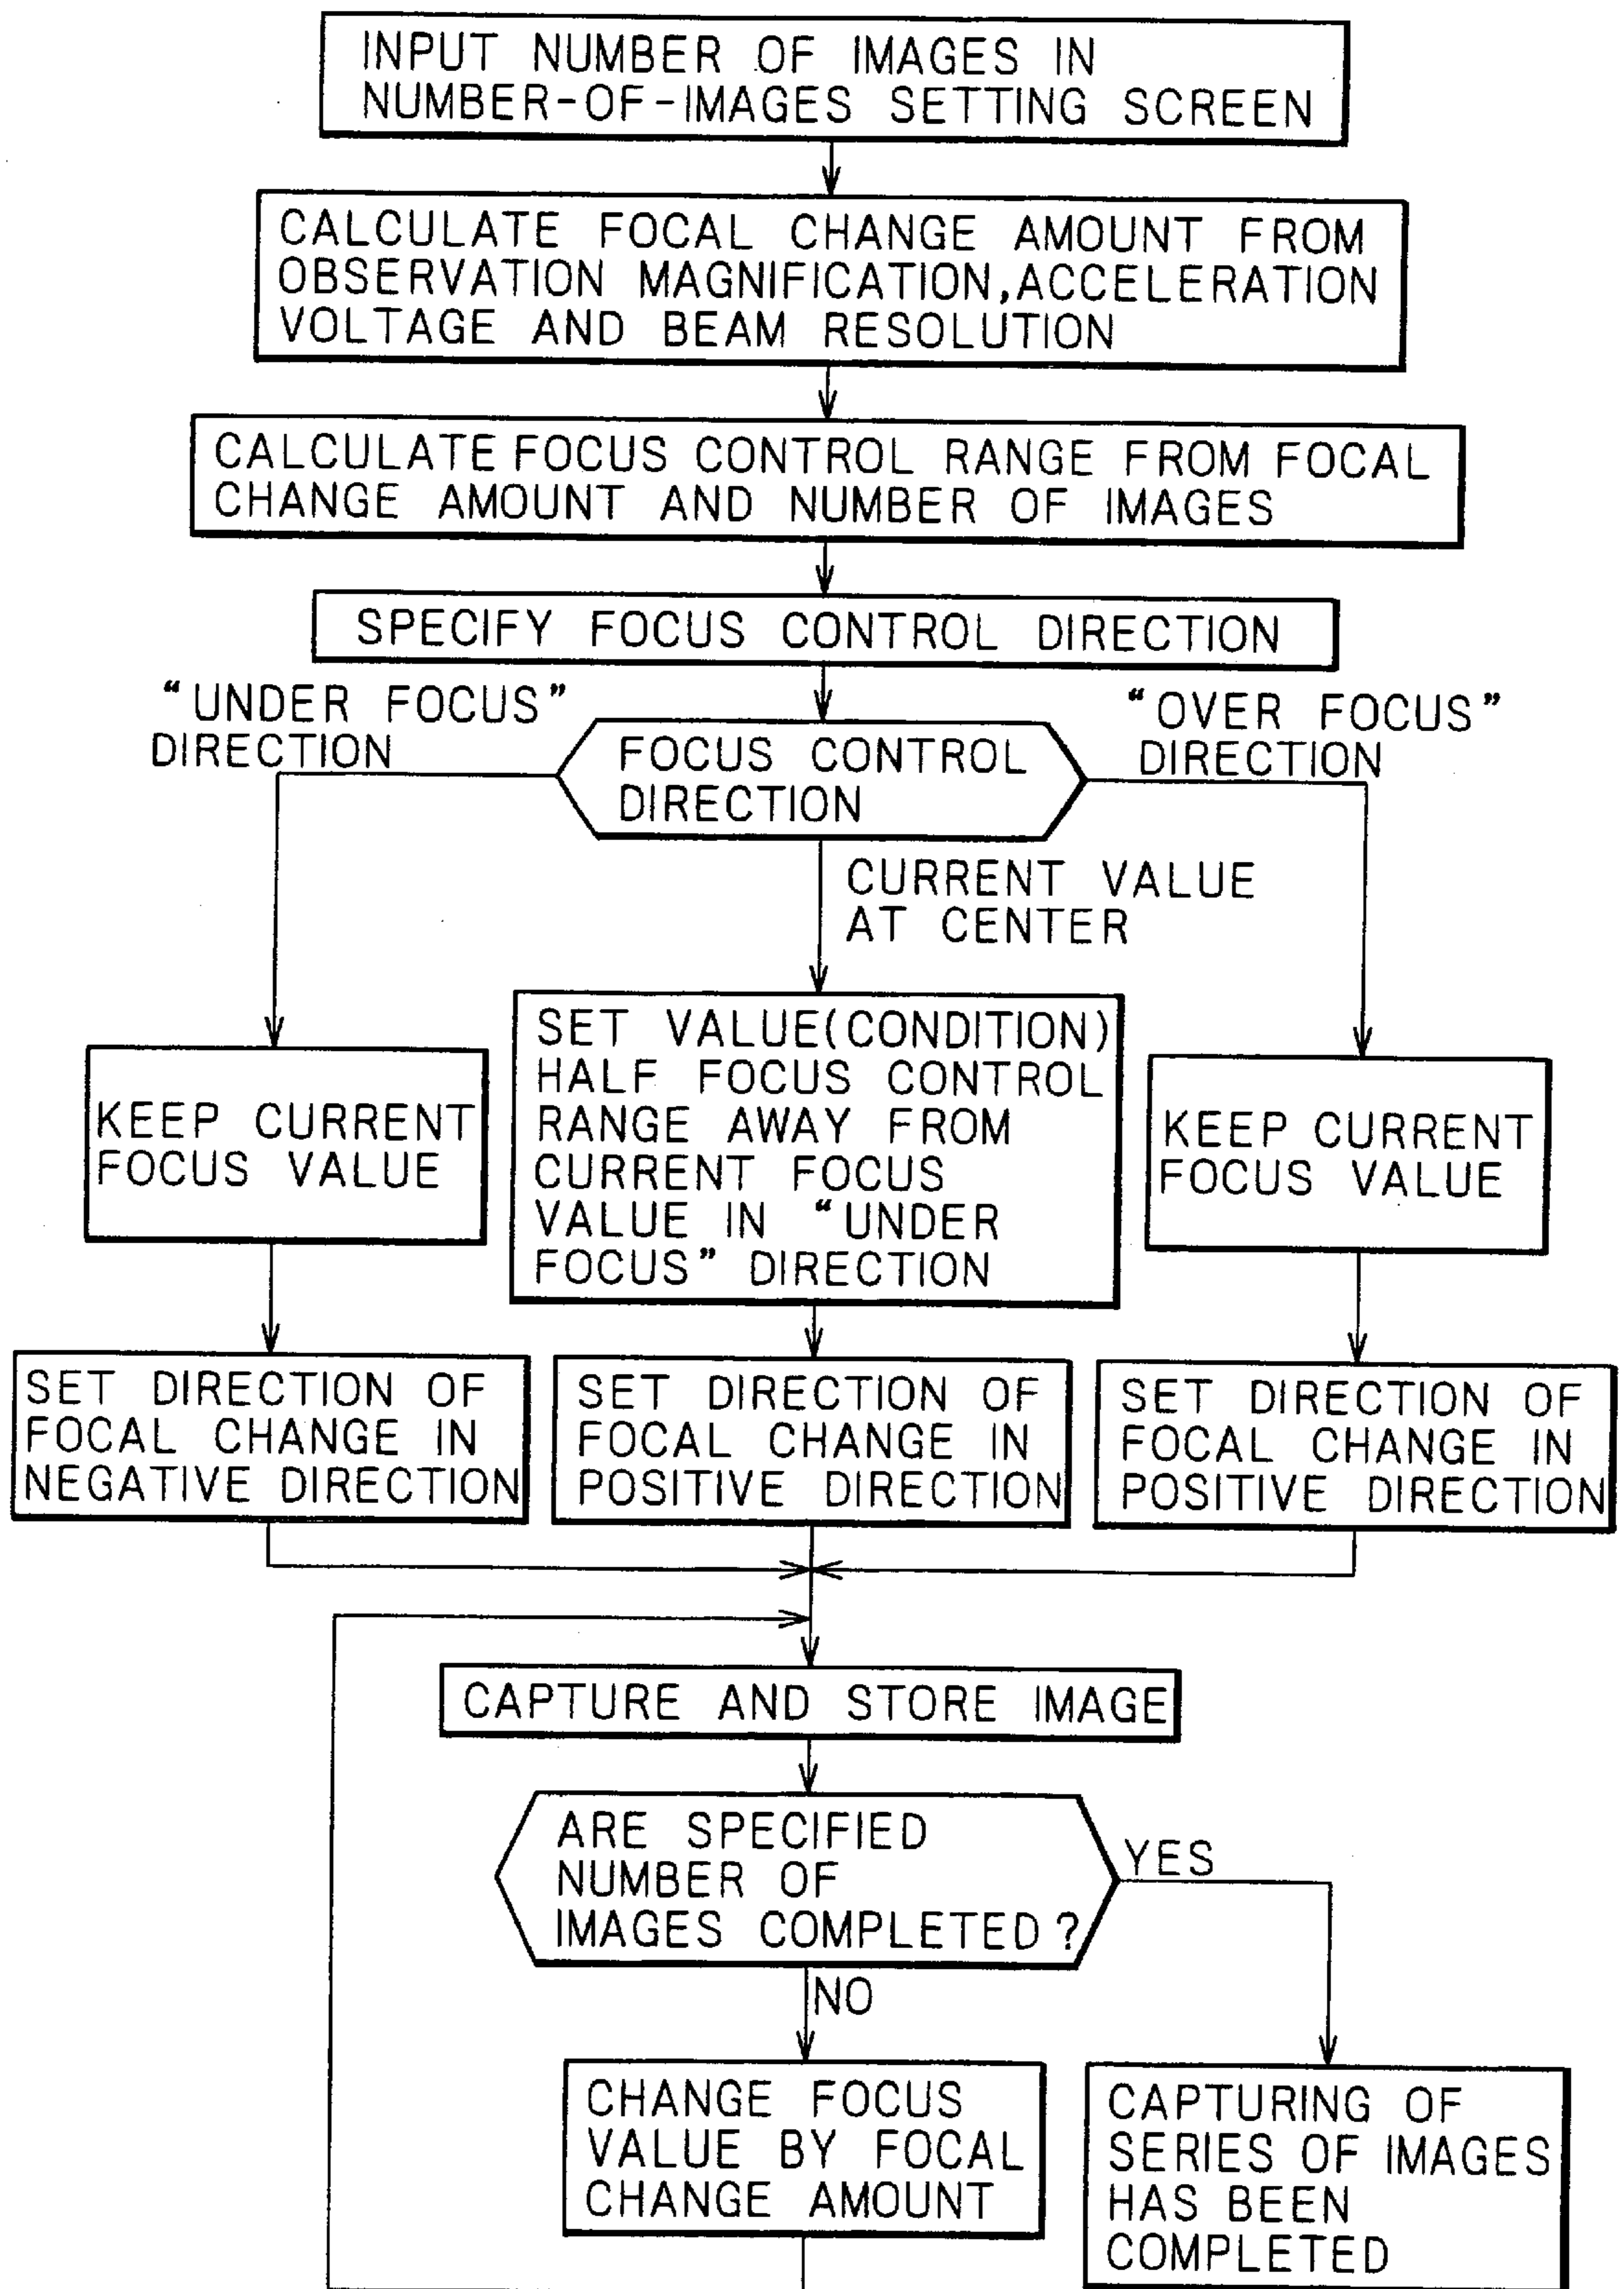 INPUT NUMBER OF IMAGES IN
NUMBER-OF-IMAGES SETTING SCREEN
CALCULATE FOCAL CHANGE AMOUNT FROM
OBSERVATION MAGNIFICATION,ACCELERATION
VOLTAGE AND BEAM RESOLUTION
CALCULATE FOCUS CONTROL RANGE FROM FOCAL
CHANGE AMOUNT AND NUMBER OF IMAGES
SPECIFY FOCUS CONTROL DIRECTION
“UNDER FOCUS”
DIRECTION
FOCUS CONTROL
DIRECTION
“OVER FOCUS”
DIRECTION
CURRENT VALUE
AT CENTER
KEEP CURRENT
FOCUS VALUE
SET VALUE(CONDITION)
HALF FOCUS CONTROL
RANGE AWAY FROM
CURRENT FOCUS
VALUE IN “UNDER
FOCUS” DIRECTION
KEEP CURRENT
FOCUS VALUE
SET DIRECTION OF
FOCAL CHANGE IN
NEGATIVE DIRECTION
SET DIRECTION OF
FOCAL CHANGE IN
POSITIVE DIRECTION
SET DIRECTION OF
FOCAL CHANGE IN
POSITIVE DIRECTION
CAPTURE AND STORE IMAGE
ARE SPECIFIED
NUMBER OF
IMAGES COMPLETED?
YES
NO
CHANGE FOCUS
VALUE BY FOCAL
CHANGE AMOUNT
CAPTURING OF
SERIES OF IMAGES
HAS BEEN
COMPLETED